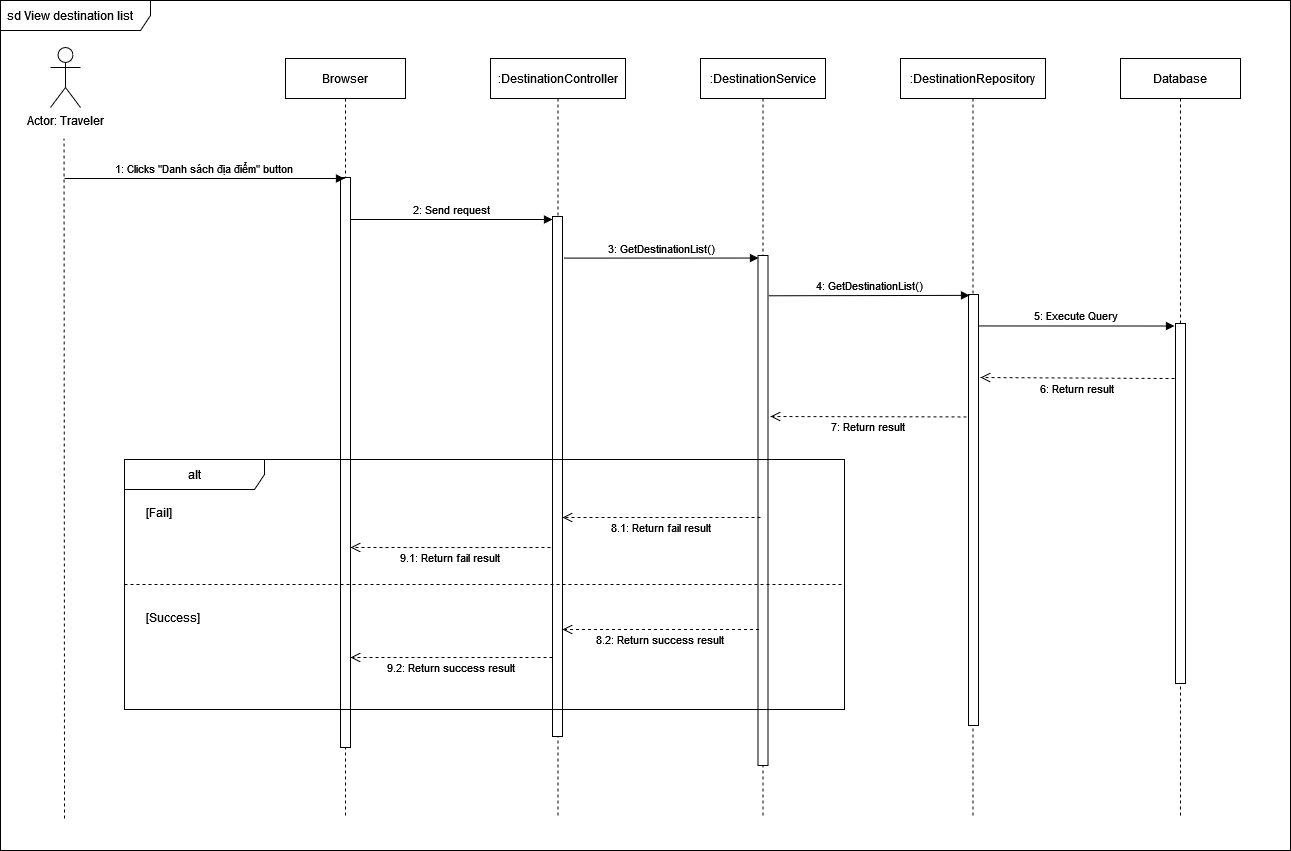 sd View destination list
Actor: Traveler
Browser
:DestinationController
:DestinationService
:DestinationRepository
Database
1: Clicks "Danh sách địa điểm" button
2: Send request
3: GetDestinationList()
4: GetDestinationList()
5: Execute Query
6: Return result
7: Return result
alt
[Fail]
8.1: Return fail result
9.1: Return fail result
[Success]
8.2: Return success result
9.2: Return success result